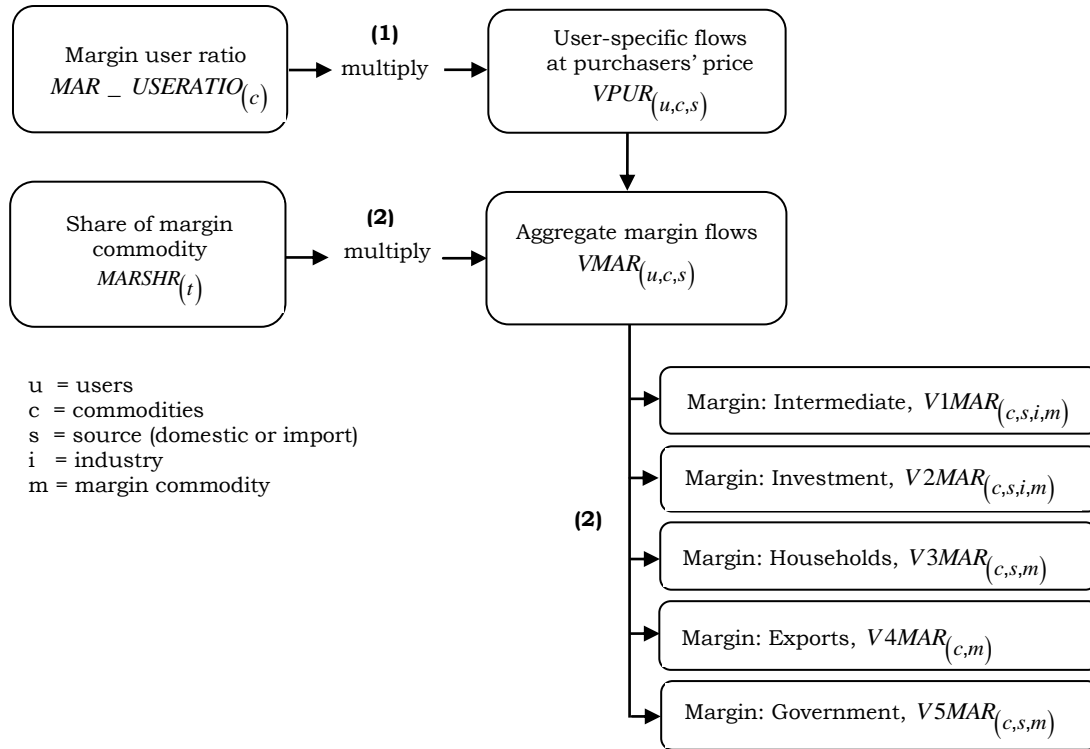 Margin user ratio
MAR _ USERATIO(c)
(1)
multiply
User-specific flows
at purchasers’ price
VPUR(u,c,s)
Share of margin
commodity
MARSHR(t)
(2)
multiply
Aggregate margin flows
VMAR(u,c,s)
u = users
c = commodities
s = source (domestic or import)
i = industry
m = margin commodity
(2)
Margin: Intermediate, V1MAR(c,s,i,m)
Margin: Investment, V2MAR(c,s,i,m)
Margin: Households, V3MAR(c,s,m)
Margin: Exports, V4MAR(c,m)
Margin: Government, V5MAR(c,s,m)